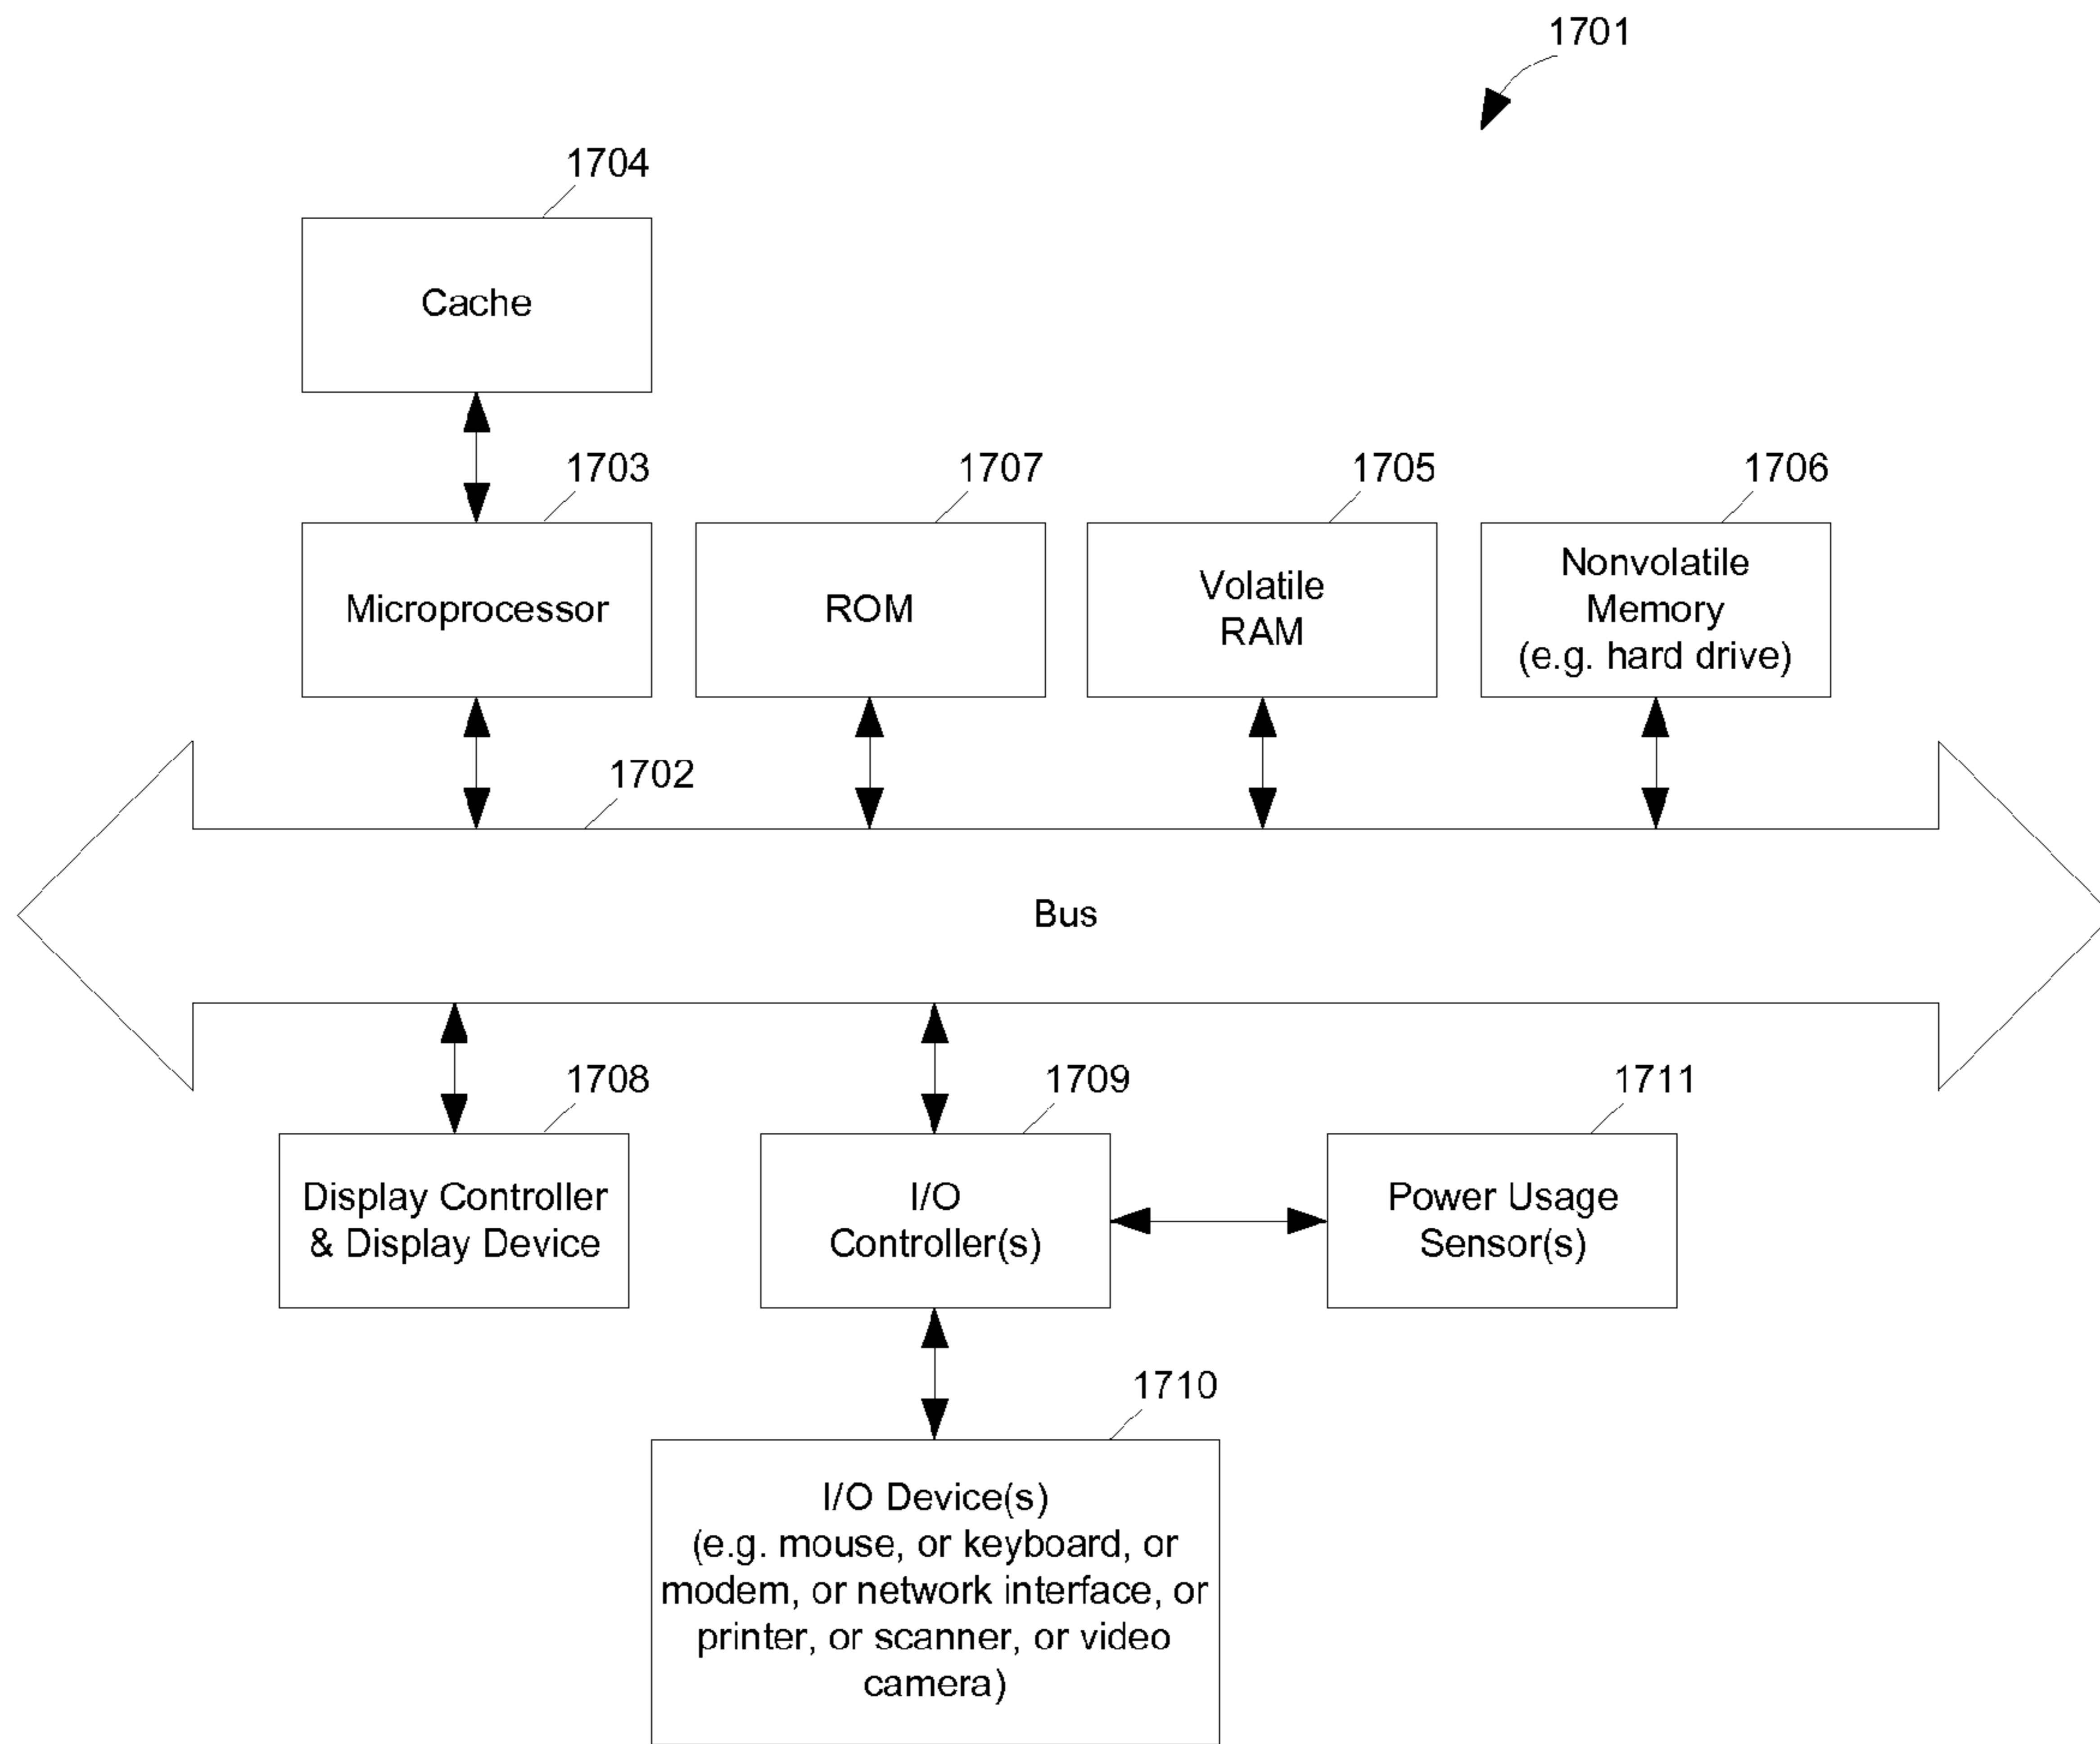 1701
1704
Cache
1703
1707
1705
1706
Microprocessor
ROM
Volatile
RAM
Nonvolatile
Memory
(e.g. hard drive)
1702
Bus
1708
1709
1711
Display Controller
& Display Device
I/O
Controller(s)
Power Usage
Sensor(s)
1710
I/O Device(s)
(e.g. mouse, or keyboard, or
modem, or network interface, or
printer, or scanner, or video
camera)